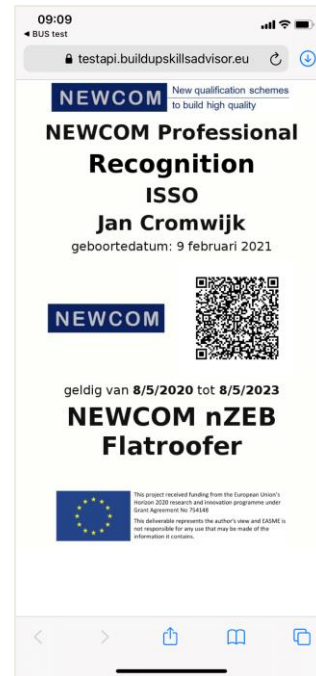 09:09
◀ BUS test
testapi.buildupskillsadvisor.eu
NEWCOM New qualification schemes
to build high quality
NEWCOM Professional
Recognition
ISSO
Jan Cromwijk
geboortedatum: 9 februari 2021
NEWCOM
geldig van 8/5/2020 tot 8/5/2023
NEWCOM nZEB
Flatroofer
This project received funding from the European Union's
Horizon 2020 research and innovation programme under
Grant Agreement No 754148
This deliverable represents the author's view and EASME is
not responsible for any use that may be made of the
information it contains.